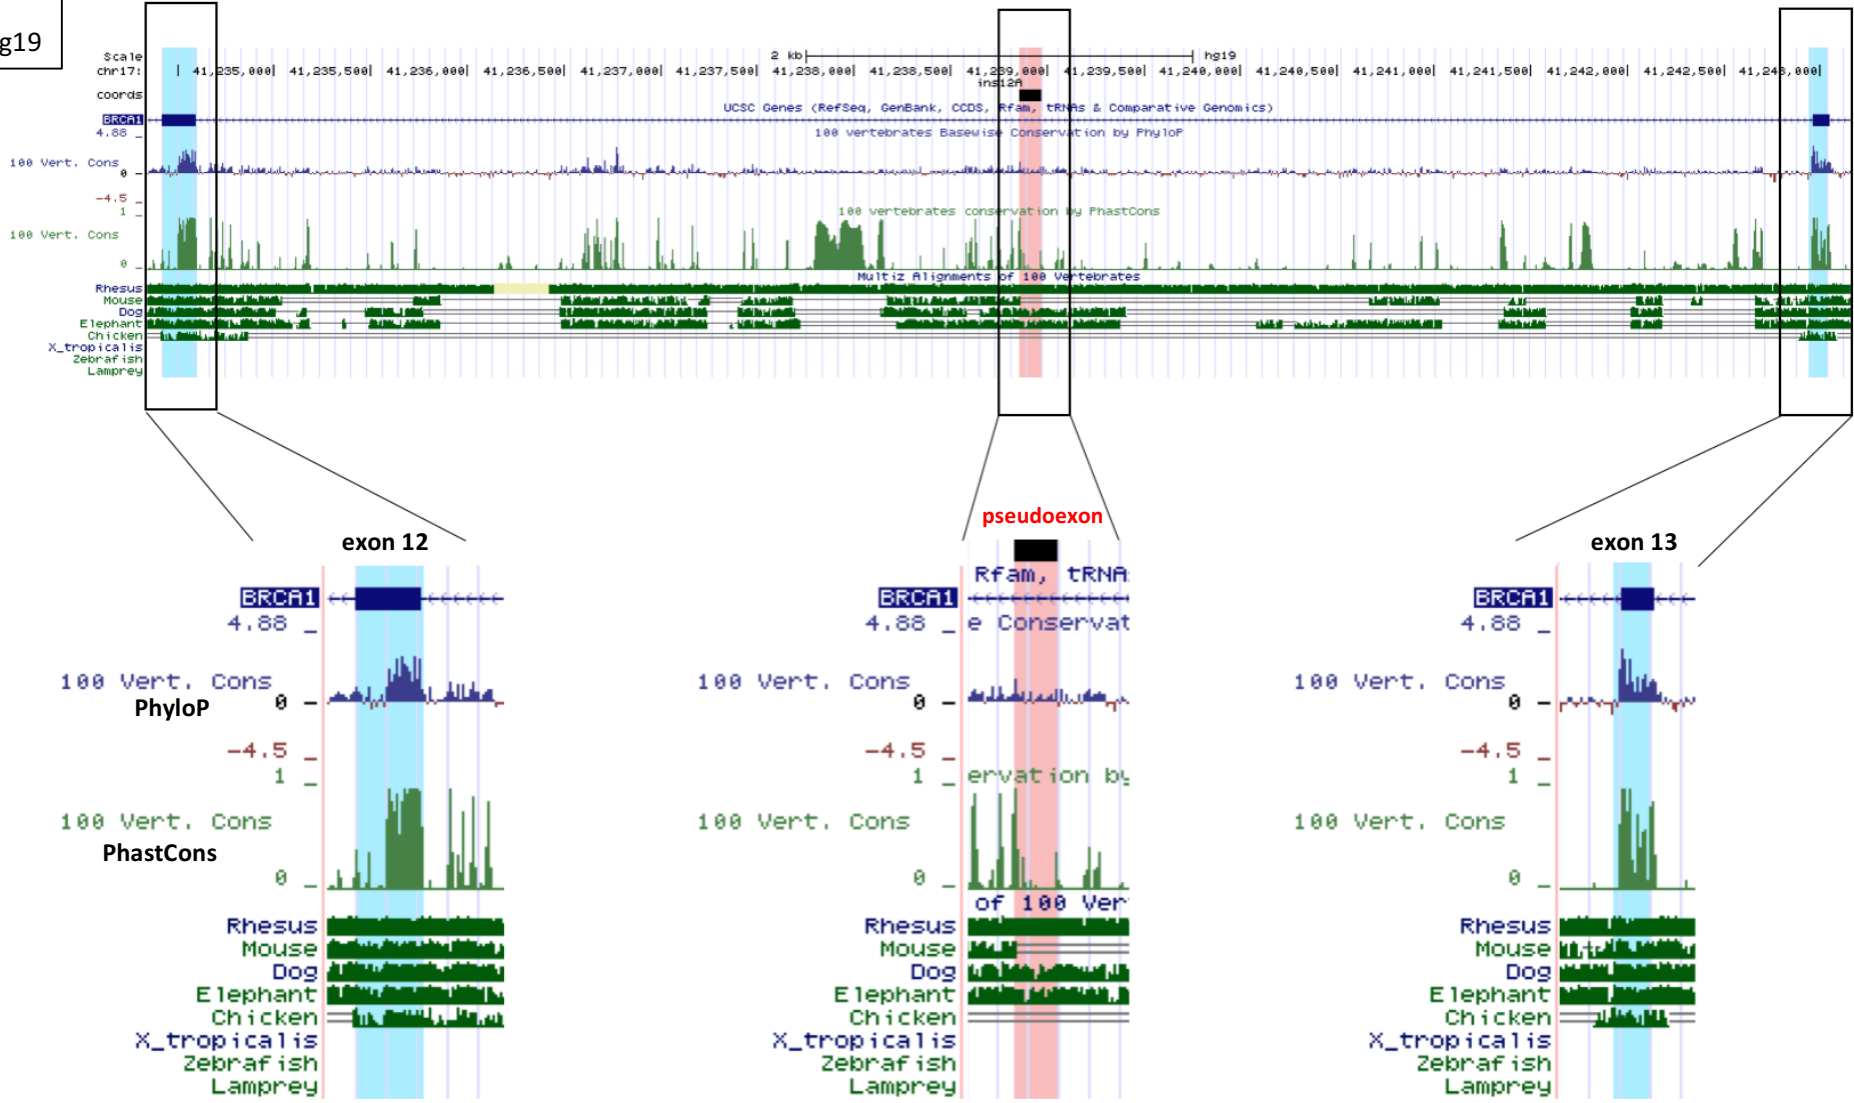 g19
Scale 2 kb hg19
chr17: 41,235,000 41,235,500 41,236,000 41,236,500 41,237,000 41,237,500 41,238,000 41,238,500 41,239,000 41,239,500 41,240,000 41,240,500 41,241,000 41,241,500 41,242,000 41,242,500 41,243,000
ins12A
coords
UCSC Genes (RefSeq, GenBank, CCDS, Rfam, tRNAs & Comparative Genomics)
BRCA1
4.88 _ 100 vertebrates Basewise Conservation by PhyloP
100 Vert. Cons
0 -
-4.5 _
1 _ 100 vertebrates conservation by PhastCons
100 Vert. Cons
0 _
Multiz Alignments of 100 Vertebrates
Rhesus
Mouse
Dog
Elephant
Chicken
X_tropicalis
Zebrafish
Lamprey
exon 12
BRCA1
4.88 _
100 Vert. Cons
PhyloP 0 -
-4.5 _
1 _
100 Vert. Cons
PhastCons
0 _
Rhesus
Mouse
Dog
Elephant
Chicken
X_tropicalis
Zebrafish
Lamprey
pseudoexon
Rfam, tRNA
BRCA1
4.88 _ e Conservat
100 Vert. Cons
0 -
-4.5 _
1 _ ervation by
100 Vert. Cons
0 _
of 100 Ver
Rhesus
Mouse
Dog
Elephant
Chicken
X_tropicalis
Zebrafish
Lamprey
exon 13
BRCA1
4.88 _
100 Vert. Cons
0 -
-4.5 _
1 _
100 Vert. Cons
0 _
Rhesus
Mouse
Dog
Elephant
Chicken
X_tropicalis
Zebrafish
Lamprey